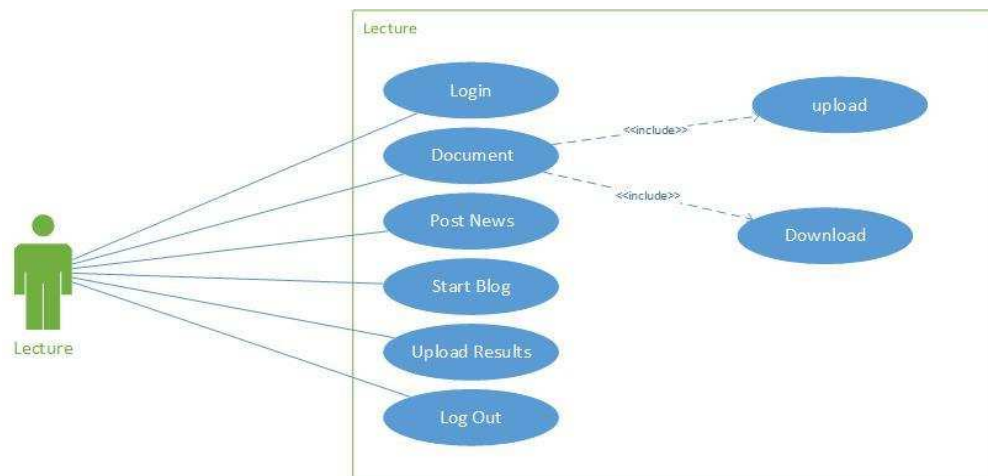 Lecture
Login
upload
<<include>>
Document
<<include>>
Post News
Download
Start Blog
Lecture
Upload Results
Log Out